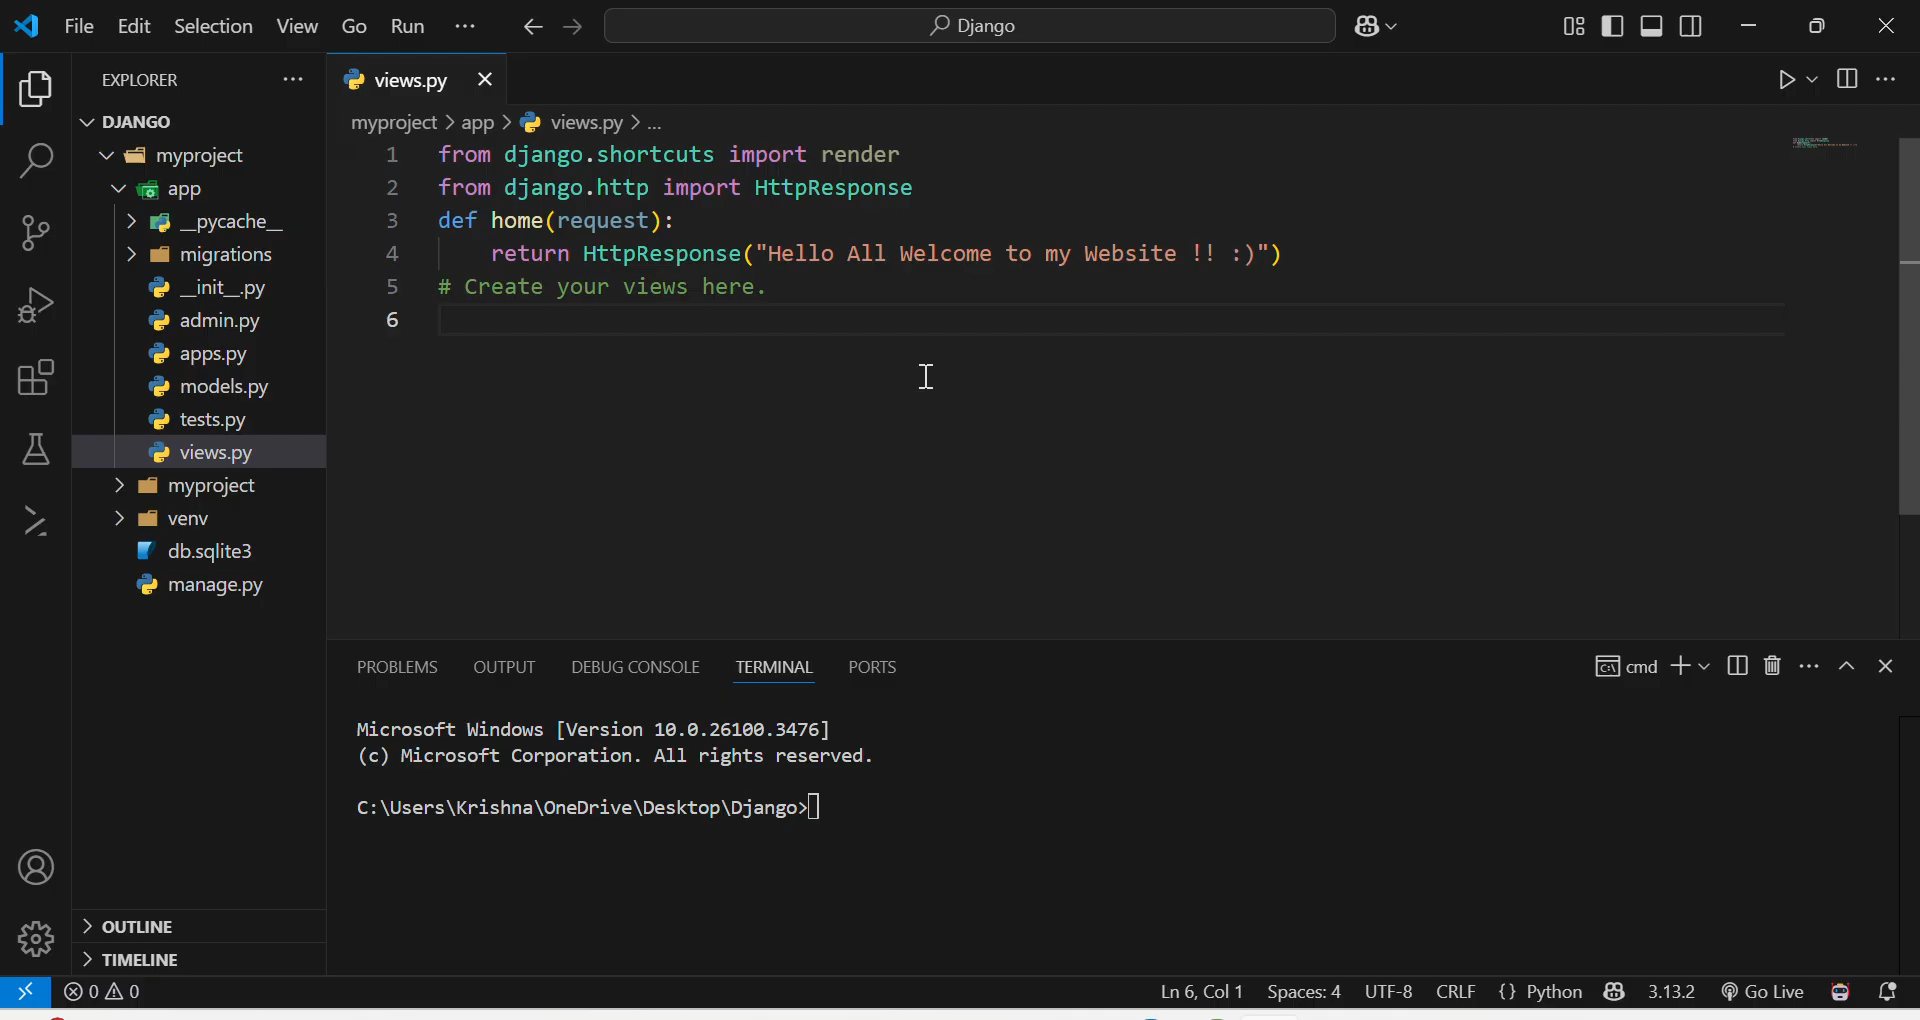 File Edit Selection View Go Run ··· Django
EXPLORER ···
DJANGO
myproject
app
__pycache__
migrations
__init__.py
admin.py
apps.py
models.py
tests.py
views.py
myproject
venv
db.sqlite3
manage.py
OUTLINE
TIMELINE
views.py
myproject > app > views.py > ...
1 from django.shortcuts import render
2 from django.http import HttpResponse
3 def home(request):
4 return HttpResponse("Hello All Welcome to my Website !! :)")
5 # Create your views here.
6
PROBLEMS OUTPUT DEBUG CONSOLE TERMINAL PORTS cmd
Microsoft Windows [Version 10.0.26100.3476]
(c) Microsoft Corporation. All rights reserved.
C:\Users\Krishna\OneDrive\Desktop\Django>
0 0 Ln 6, Col 1 Spaces: 4 UTF-8 CRLF {} Python 3.13.2 Go Live